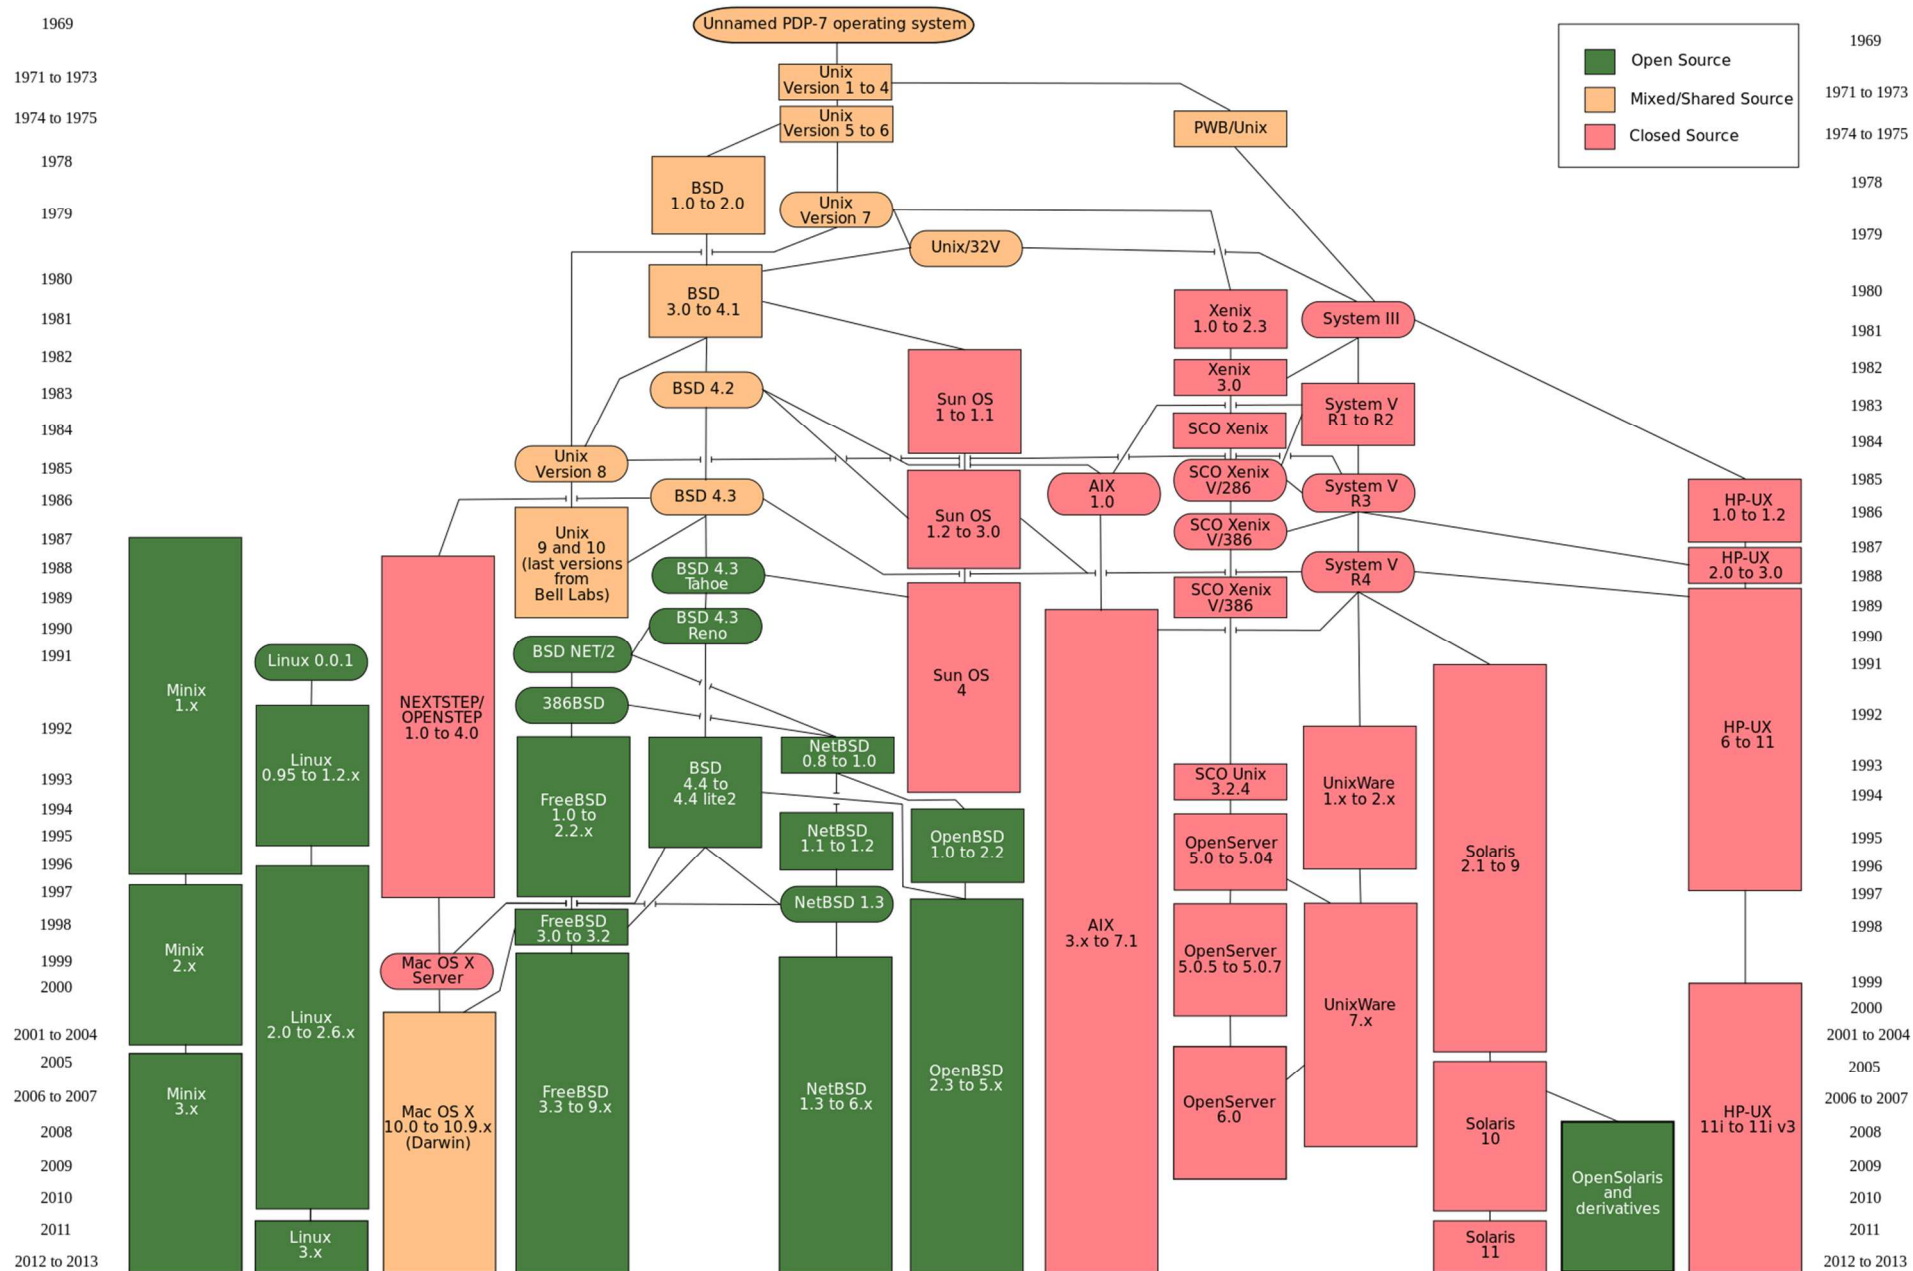 1969
1971 to 1973
1974 to 1975
1978
1979
1980
1981
1982
1983
1984
1985
1986
1987
1988
1989
1990
1991
1992
1993
1994
1995
1996
1997
1998
1999
2000
2001 to 2004
2005
2006 to 2007
2008
2009
2010
2011
2012 to 2013
Unnamed PDP-7 operating system
Unix
Version 1 to 4
Unix
Version 5 to 6
PWB/Unix
BSD
1.0 to 2.0
Unix
Version 7
Unix/32V
BSD
3.0 to 4.1
Xenix
1.0 to 2.3
System III
Xenix
3.0
BSD 4.2
Sun OS
1 to 1.1
System V
R1 to R2
SCO Xenix
Unix
Version 8
SCO Xenix
V/286
AIX
1.0
System V
R3
BSD 4.3
HP-UX
1.0 to 1.2
Sun OS
1.2 to 3.0
SCO Xenix
V/386
Unix
9 and 10
(last versions
from
Bell Labs)
HP-UX
2.0 to 3.0
BSD 4.3
Tahoe
System V
R4
SCO Xenix
V/386
BSD 4.3
Reno
BSD NET/2
Linux 0.0.1
Minix
1.x
Sun OS
4
386BSD
NEXTSTEP/
OPENSTEP
1.0 to 4.0
HP-UX
6 to 11
NetBSD
0.8 to 1.0
Linux
0.95 to 1.2.x
BSD
4.4 to
4.4 lite2
SCO Unix
3.2.4
UnixWare
1.x to 2.x
FreeBSD
1.0 to
2.2.x
NetBSD
1.1 to 1.2
OpenBSD
1.0 to 2.2
OpenServer
5.0 to 5.04
Solaris
2.1 to 9
NetBSD 1.3
FreeBSD
3.0 to 3.2
AIX
3.x to 7.1
Minix
2.x
OpenServer
5.0.5 to 5.0.7
Mac OS X
Server
UnixWare
7.x
Linux
2.0 to 2.6.x
OpenBSD
2.3 to 5.x
NetBSD
1.3 to 6.x
FreeBSD
3.3 to 9.x
Minix
3.x
OpenServer
6.0
Mac OS X
10.0 to 10.9.x
(Darwin)
HP-UX
11i to 11i v3
Solaris
10
OpenSolaris
and
derivatives
Linux
3.x
Solaris
11
Open Source
Mixed/Shared Source
Closed Source
1969
1971 to 1973
1974 to 1975
1978
1979
1980
1981
1982
1983
1984
1985
1986
1987
1988
1989
1990
1991
1992
1993
1994
1995
1996
1997
1998
1999
2000
2001 to 2004
2005
2006 to 2007
2008
2009
2010
2011
2012 to 2013